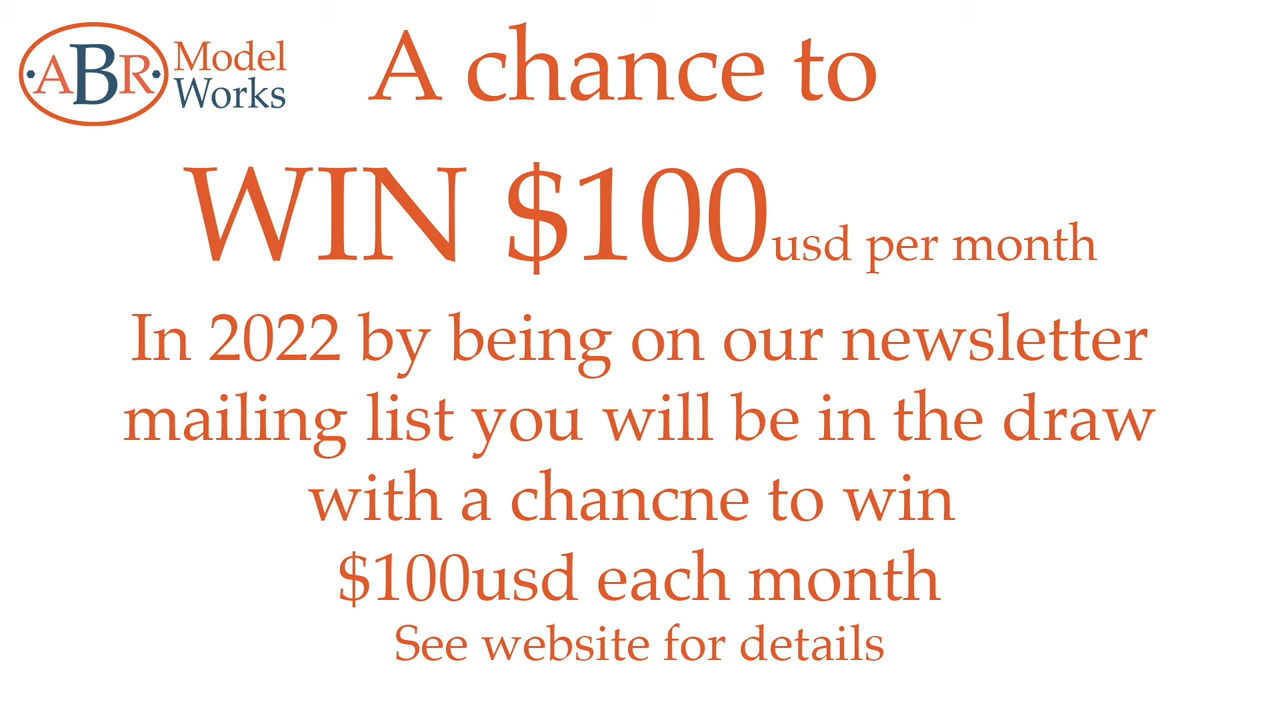 ABR Model
Works
A chance to
WIN $100usd per month
In 2022 by being on our newsletter
mailing list you will be in the draw
with a chancne to win
$100usd each month
See website for details